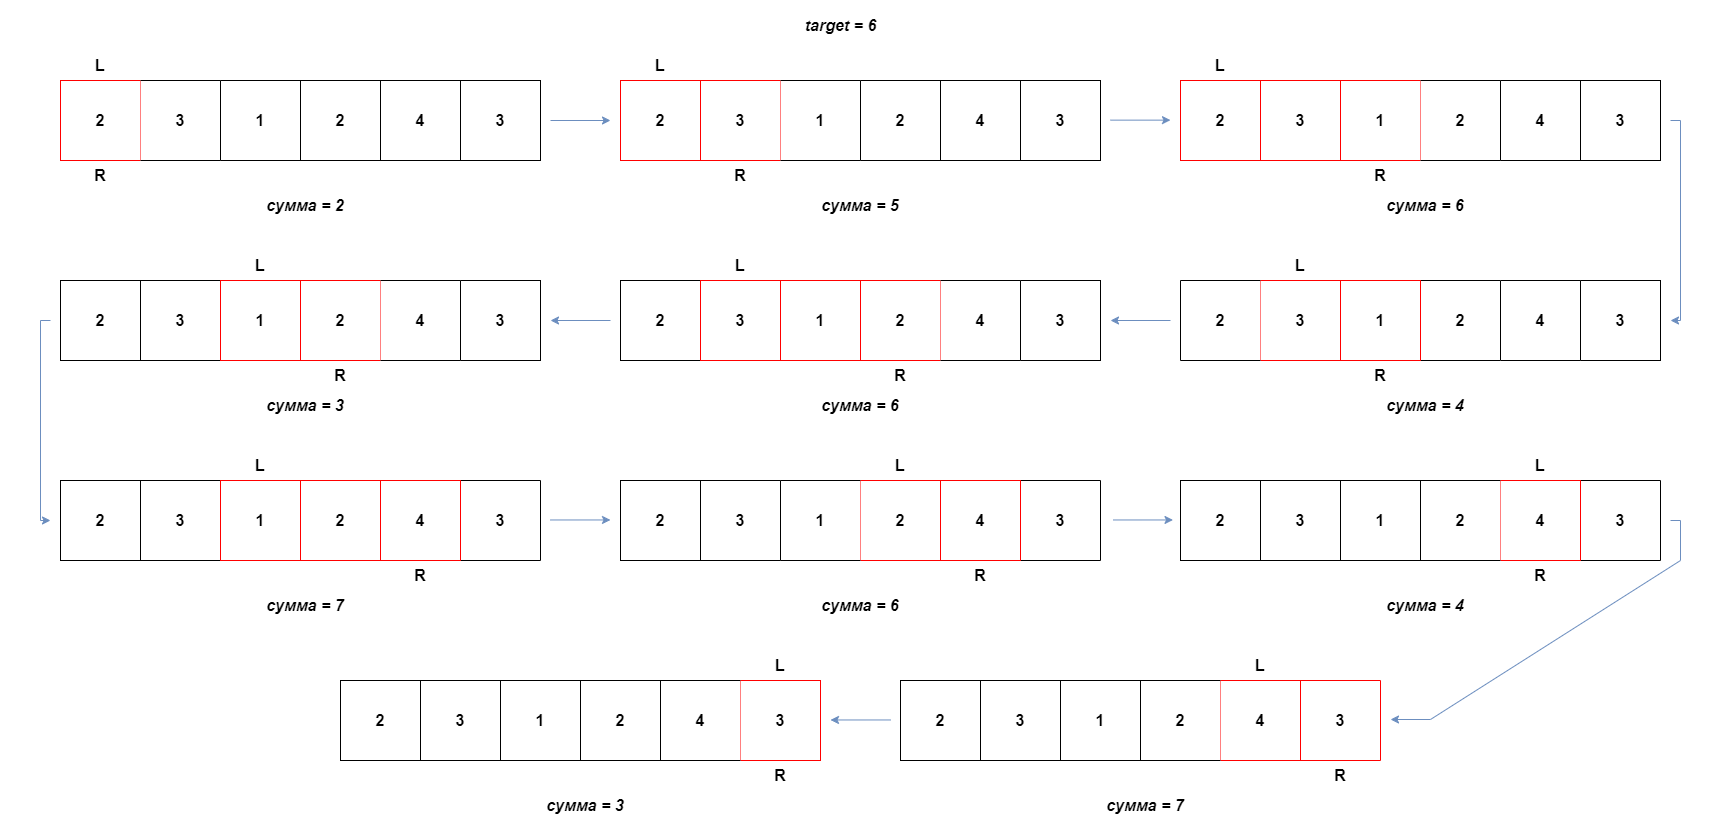 target = 6
L L L
2 3 1 2 4 3 2 3 1 2 4 3 2 3 1 2 4 3
R R R
сумма = 2 сумма = 5 сумма = 6
L L L
2 3 1 2 4 3 2 3 1 2 4 3 2 3 1 2 4 3
R R R
сумма = 3 сумма = 6 сумма = 4
L L L
2 3 1 2 4 3 2 3 1 2 4 3 2 3 1 2 4 3
R R R
сумма = 7 сумма = 6 сумма = 4
L L
2 3 1 2 4 3 2 3 1 2 4 3
R R
сумма = 3 сумма = 7